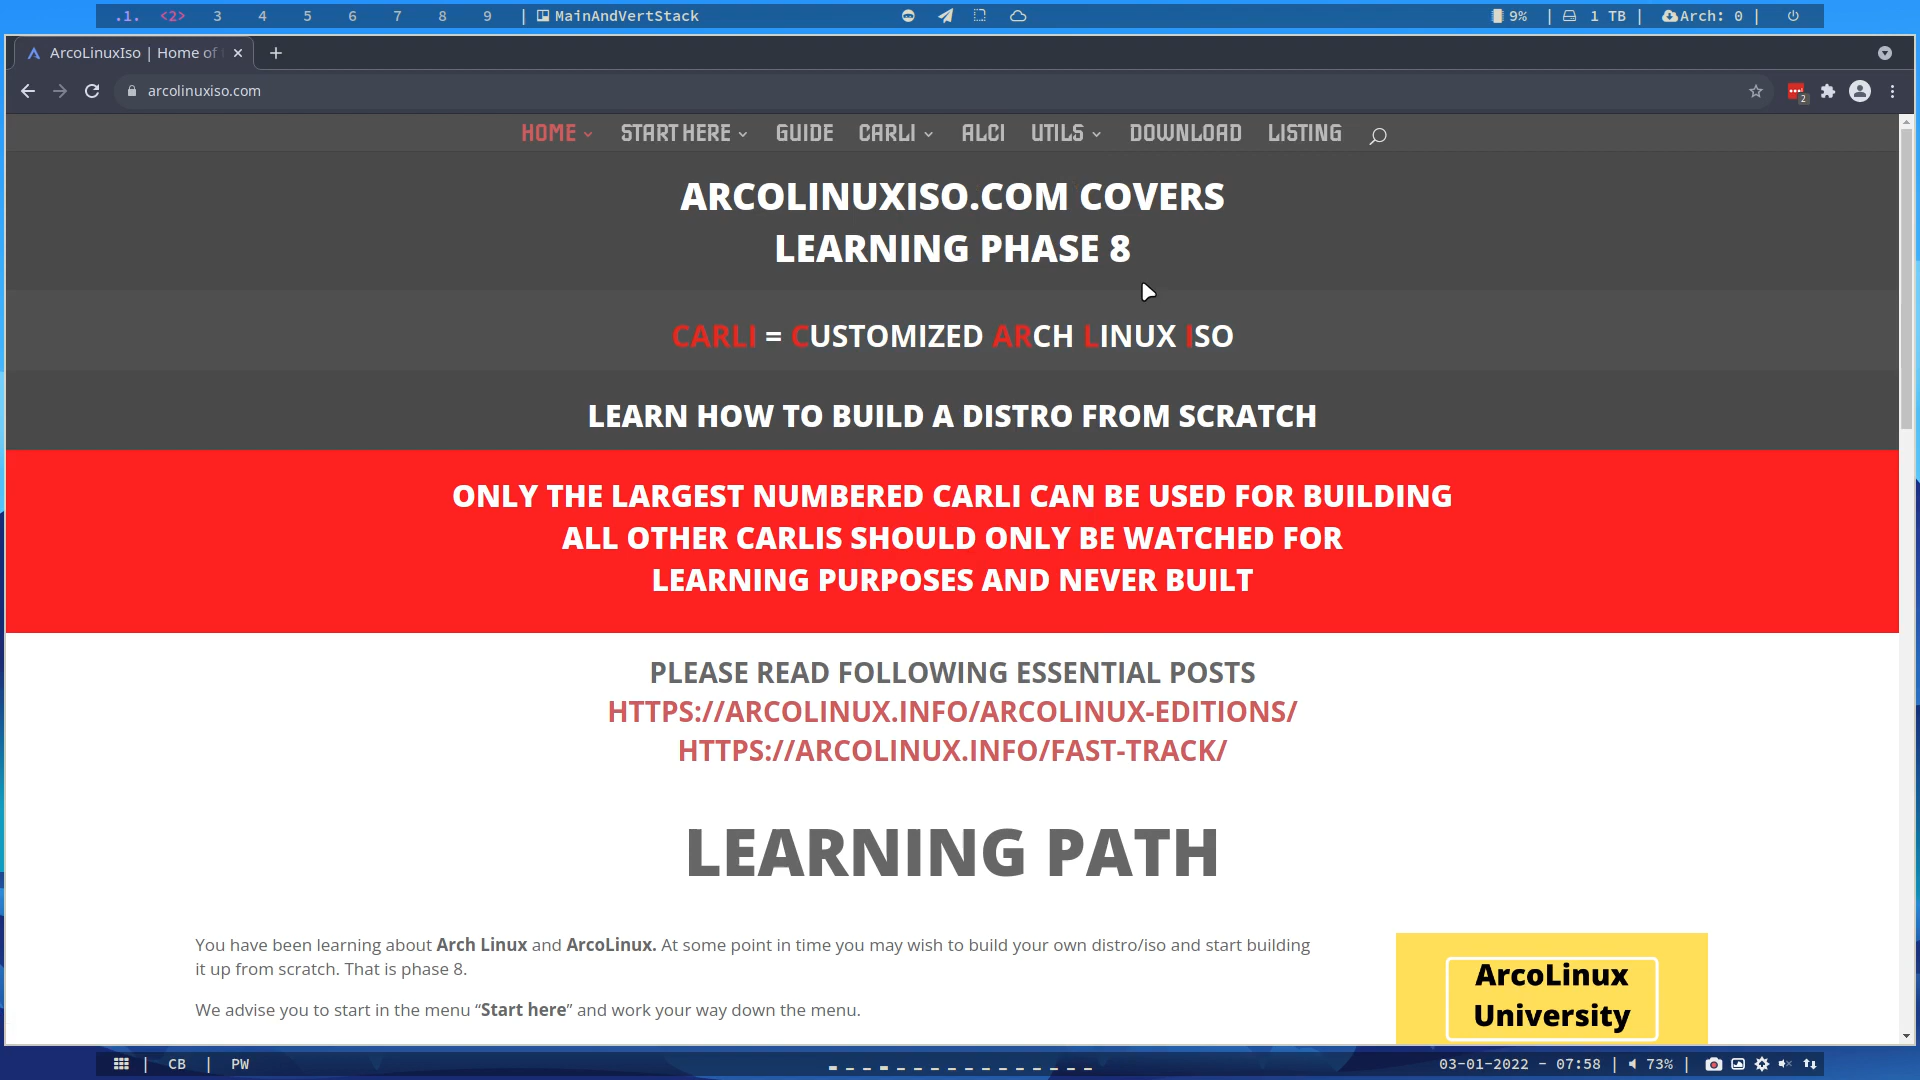 .1. <2> 3 4 5 6 7 8 9 | MainAndVertStack 9% | 1 TB | Arch: 0 |
ArcoLinuxIso | Home of
arcolinuxiso.com
2
HOME START HERE GUIDE CARLI ALCI UTILS DOWNLOAD LISTING
ARCOLINUXISO.COM COVERS
LEARNING PHASE 8
CARLI = CUSTOMIZED ARCH LINUX ISO
LEARN HOW TO BUILD A DISTRO FROM SCRATCH
ONLY THE LARGEST NUMBERED CARLI CAN BE USED FOR BUILDING
ALL OTHER CARLIS SHOULD ONLY BE WATCHED FOR
LEARNING PURPOSES AND NEVER BUILT
PLEASE READ FOLLOWING ESSENTIAL POSTS
HTTPS://ARCOLINUX.INFO/ARCOLINUX-EDITIONS/
HTTPS://ARCOLINUX.INFO/FAST-TRACK/
LEARNING PATH
You have been learning about Arch Linux and ArcoLinux. At some point in time you may wish to build your own distro/iso and start building
it up from scratch. That is phase 8.
We advise you to start in the menu “Start here” and work your way down the menu.
ArcoLinux
University
| CB | PW 03-01-2022 - 07:58 | 73% |